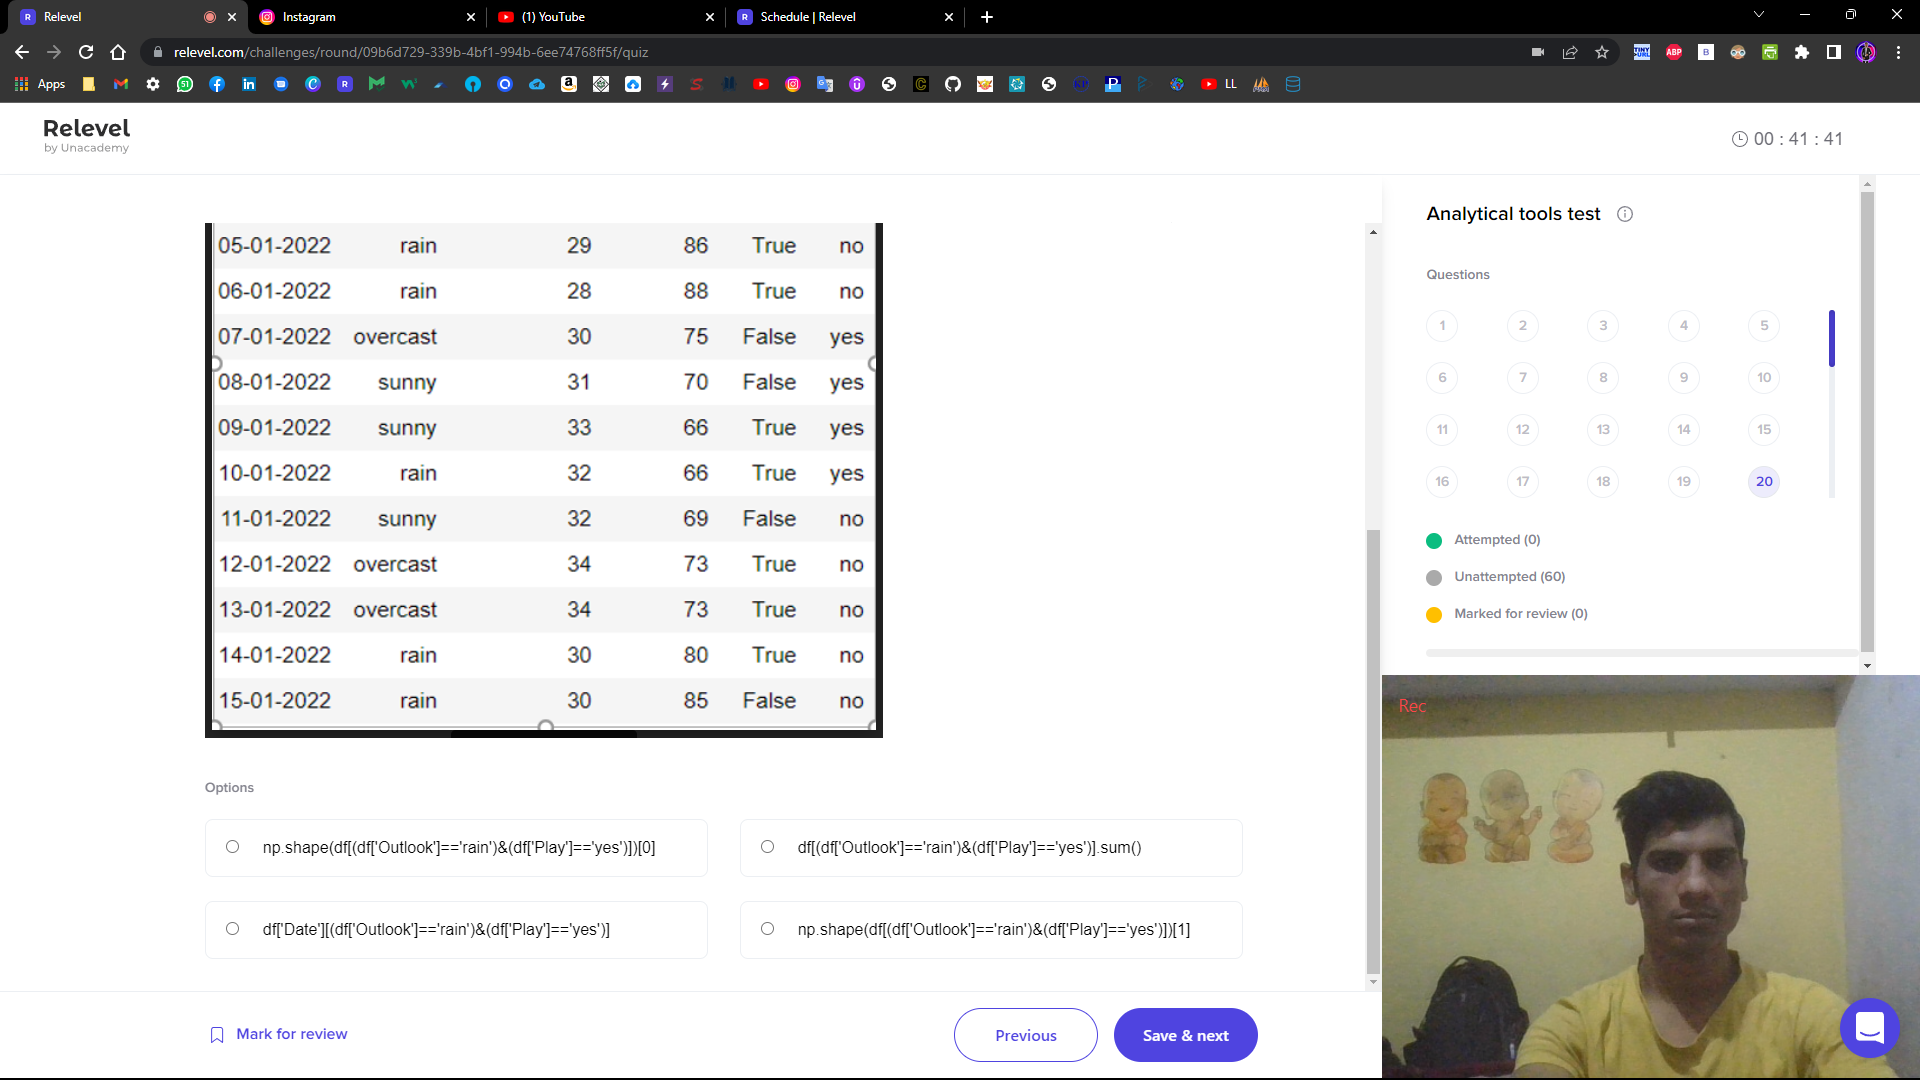 Relevel
Instagram
(1) YouTube
Schedule | Relevel
relevel.com/challenges/round/09b6d729-339b-4bf1-994b-6ee74768ff5f/quiz
Apps
LL
Relevel
by Unacademy
00 : 41 : 41
05-01-2022 rain 29 86 True no
06-01-2022 rain 28 88 True no
07-01-2022 overcast 30 75 False yes
08-01-2022 sunny 31 70 False yes
09-01-2022 sunny 33 66 True yes
10-01-2022 rain 32 66 True yes
11-01-2022 sunny 32 69 False no
12-01-2022 overcast 34 73 True no
13-01-2022 overcast 34 73 True no
14-01-2022 rain 30 80 True no
15-01-2022 rain 30 85 False no
Options
np.shape(df[(df['Outlook']=='rain')&(df['Play']=='yes')])[0]
df[(df['Outlook']=='rain')&(df['Play']=='yes')].sum()
df['Date'][(df['Outlook']=='rain')&(df['Play']=='yes')]
np.shape(df[(df['Outlook']=='rain')&(df['Play']=='yes')])[1]
Mark for review
Previous
Save & next
Analytical tools test
Questions
1 2 3 4 5
6 7 8 9 10
11 12 13 14 15
16 17 18 19 20
Attempted (0)
Unattempted (60)
Marked for review (0)
Rec